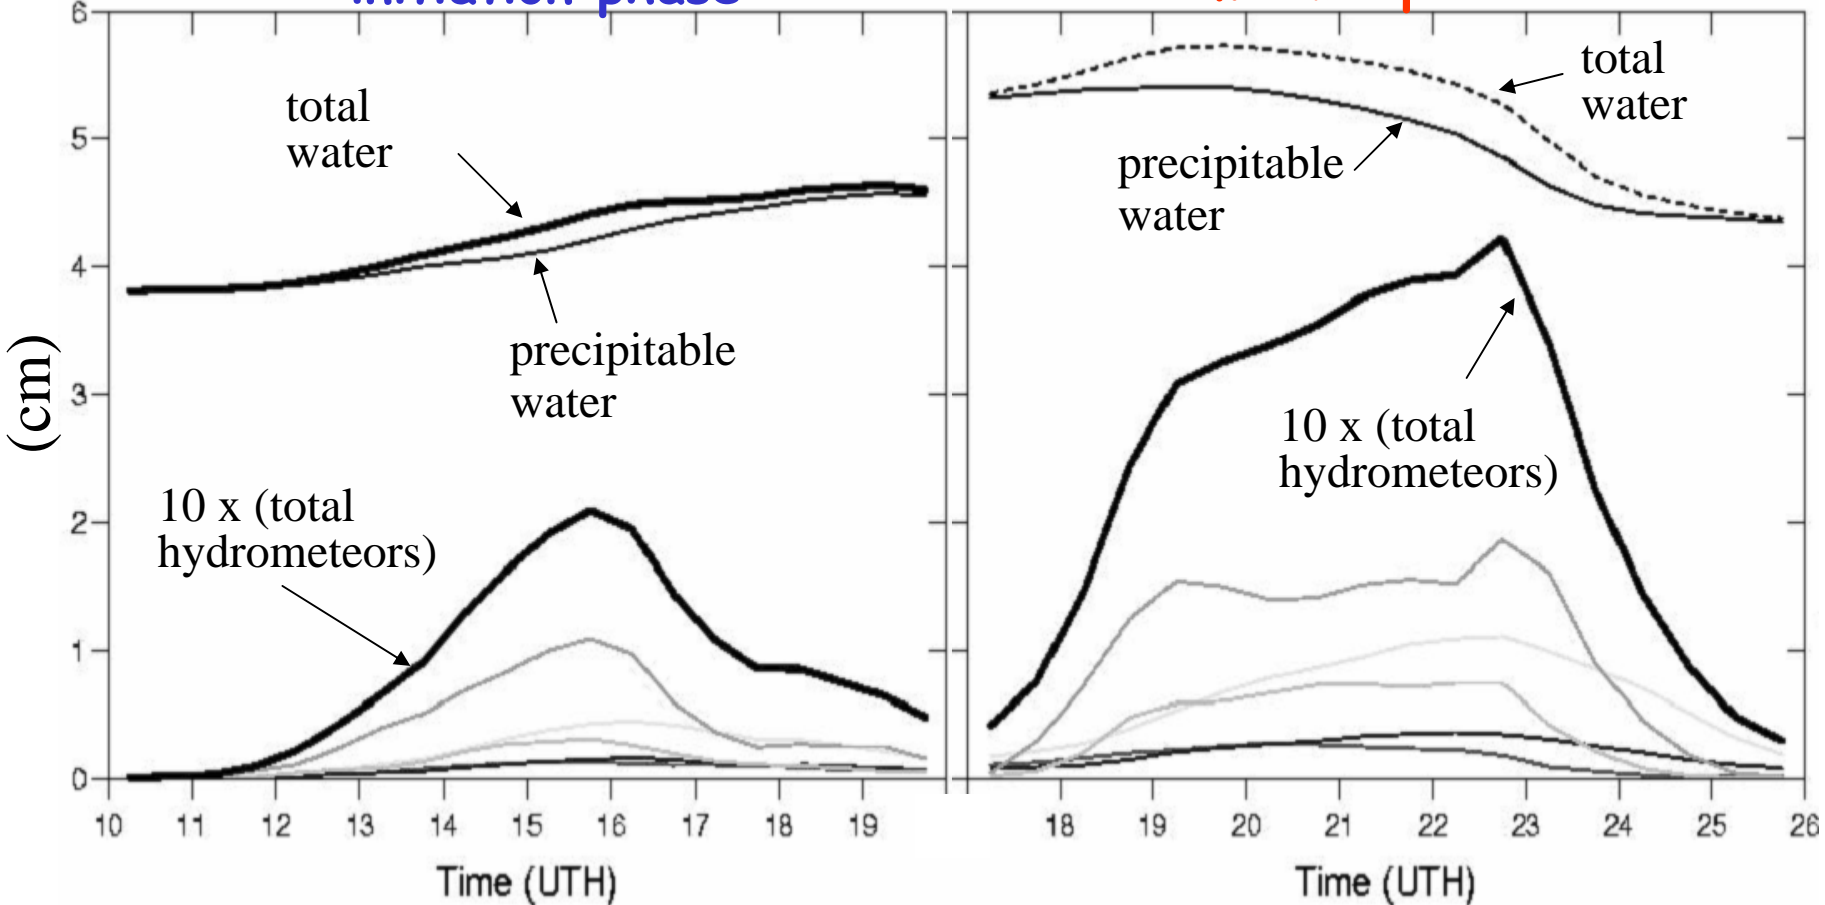 phase
6
5
4
3
2
1
0
(cm)
total
water
precipitable
water
10 x (total
hydrometeors)
10 11 12 13 14 15 16 17 18 19
Time (UTH)
total
water
precipitable
water
10 x (total
hydrometeors)
18 19 20 21 22 23 24 25 26
Time (UTH)